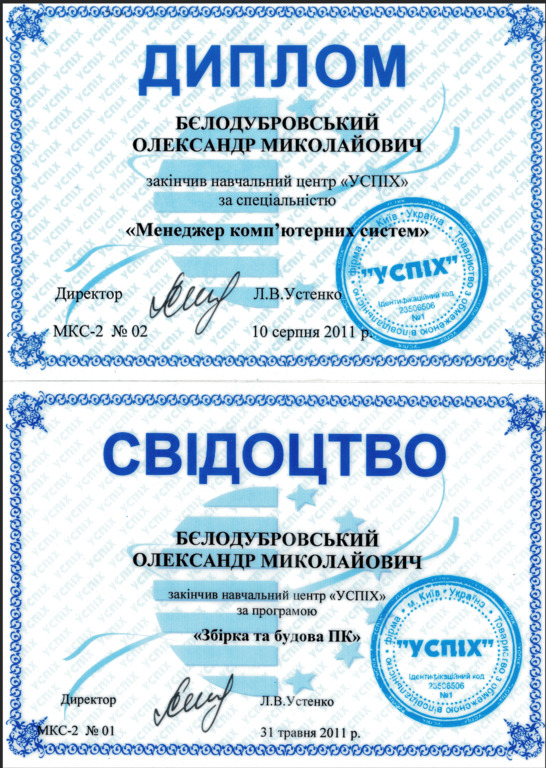 ДИПЛОМ
БЄЛОДУБРОВСЬКИЙ
ОЛЕКСАНДР МИКОЛАЙОВИЧ
закінчив навчальний центр «УСПІХ»
за спеціальністю
«Менеджер комп’ютерних систем»
Директор Л.В.Устенко
МКС-2 № 02 10 серпня 2011 р.
фірма * м. Київ * Україна * Товариство з обмеженою відповідальністю
"УСПІХ"
Ідентифікаційний код
23506506
№1
СВІДОЦТВО
БЄЛОДУБРОВСЬКИЙ
ОЛЕКСАНДР МИКОЛАЙОВИЧ
закінчив навчальний центр «УСПІХ»
за програмою
«Збірка та будова ПК»
Директор Л.В.Устенко
МКС-2 № 01 31 травня 2011 р.
фірма * м. Київ * Україна * Товариство з обмеженою відповідальністю
"УСПІХ"
Ідентифікаційний код
23506506
№1